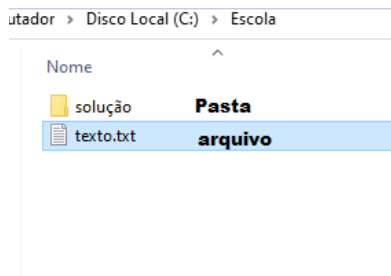 utador > Disco Local (C:) > Escola
Nome
solução Pasta
texto.txt arquivo